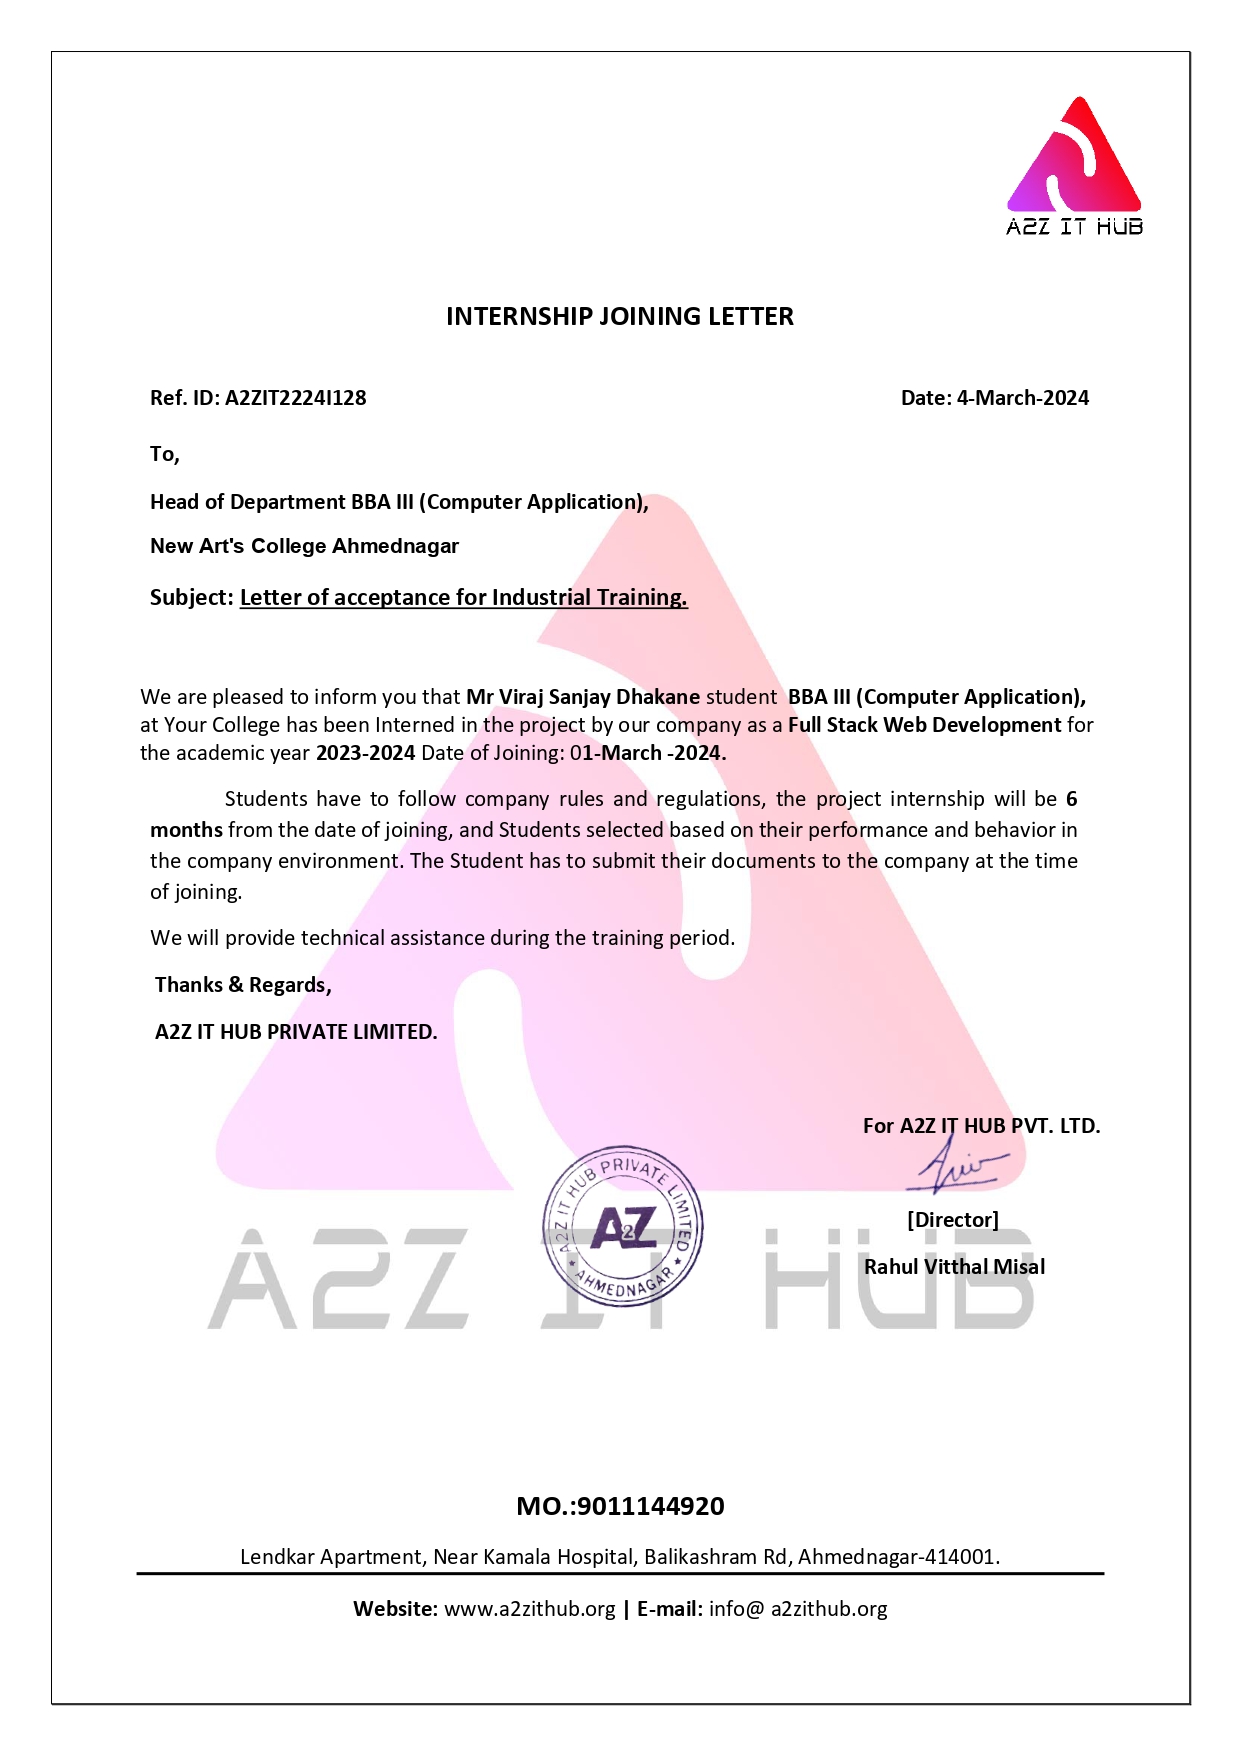 A2Z IT HUB
INTERNSHIP JOINING LETTER
Ref. ID: A2ZIT2224I128 Date: 4-March-2024
To,
Head of Department BBA III (Computer Application),
New Art's College Ahmednagar
Subject: Letter of acceptance for Industrial Training.
We are pleased to inform you that Mr Viraj Sanjay Dhakane student BBA III (Computer Application),
at Your College has been Interned in the project by our company as a Full Stack Web Development for
the academic year 2023-2024 Date of Joining: 01-March -2024.
Students have to follow company rules and regulations, the project internship will be 6
months from the date of joining, and Students selected based on their performance and behavior in
the company environment. The Student has to submit their documents to the company at the time
of joining.
We will provide technical assistance during the training period.
Thanks & Regards,
A2Z IT HUB PRIVATE LIMITED.
For A2Z IT HUB PVT. LTD.
A2Z IT HUB PRIVATE LIMITED
A2Z
AHMEDNAGAR
[Director]
Rahul Vitthal Misal
A2Z IT HUB
MO.:9011144920
Lendkar Apartment, Near Kamala Hospital, Balikashram Rd, Ahmednagar-414001.
Website: www.a2zithub.org | E-mail: info@ a2zithub.org